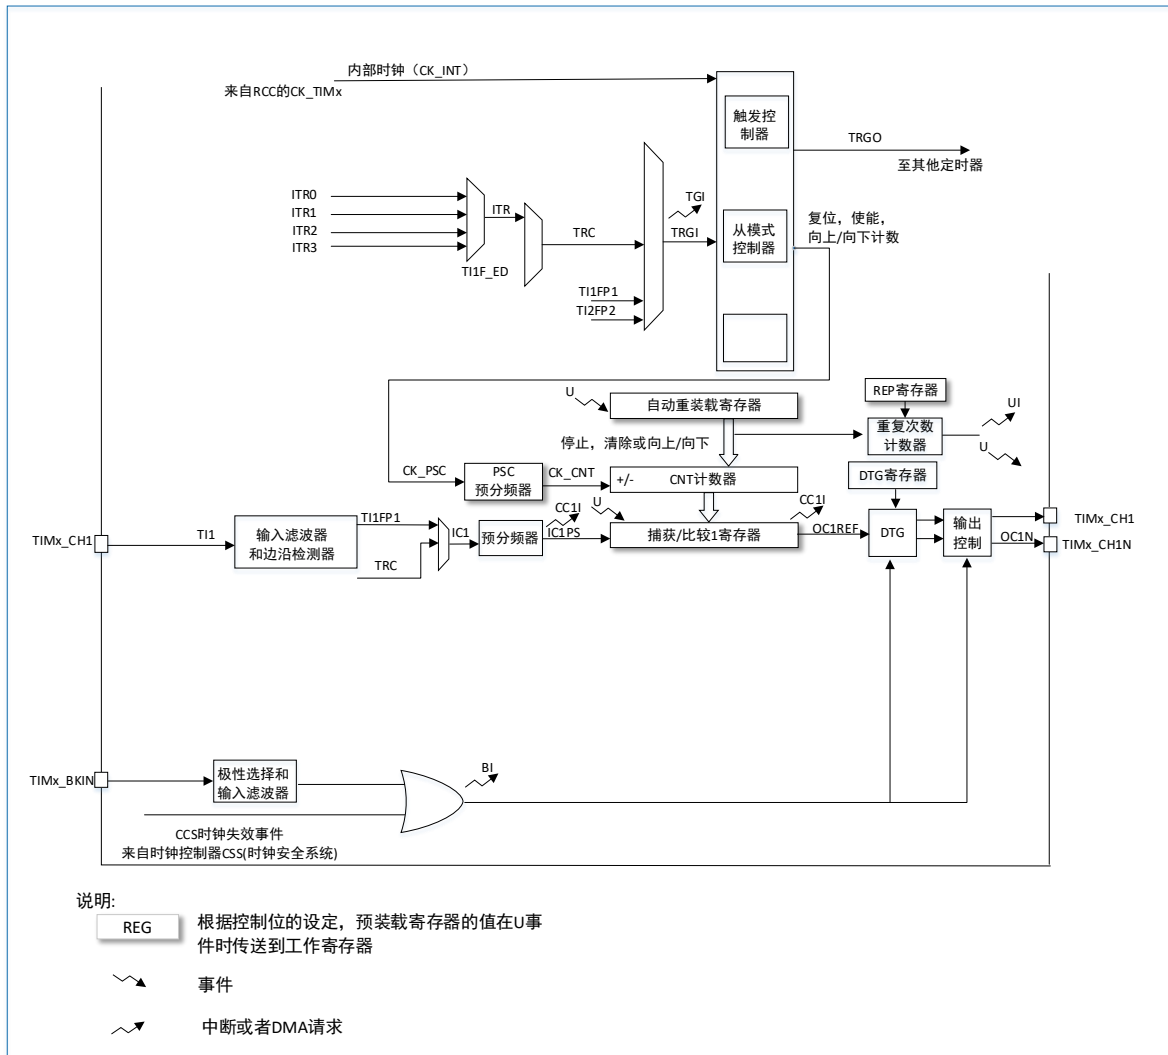 内部时钟（CK_INT）
来自RCC的CK_TIMx
触发控
制器
TRGO
至其他定时器
ITR0
ITR1
ITR2
ITR3
ITR
TI1F_ED
TRC
TI1FP1
TI2FP2
TGI
TRGI
从模式
控制器
复位，使能，
向上/向下计数
U
自动重装载寄存器
REP寄存器
停止，清除或向上/向下
重复次数
计数器
UI
U
CK_PSC
PSC
预分频器
CK_CNT
+/-
CNT计数器
DTG寄存器
TIMx_CH1
TI1
输入滤波器
和边沿检测器
TI1FP1
TRC
IC1
预分频器
CC1I
IC1PS
U
捕获/比较1寄存器
CC1I
OC1REF
DTG
输出
控制
OC1N
TIMx_CH1
TIMx_CH1N
TIMx_BKIN
极性选择和
输入滤波器
BI
CCS时钟失效事件
来自时钟控制器CSS(时钟安全系统)
说明:
REG
根据控制位的设定，预装载寄存器的值在U事
件时传送到工作寄存器
事件
中断或者DMA请求